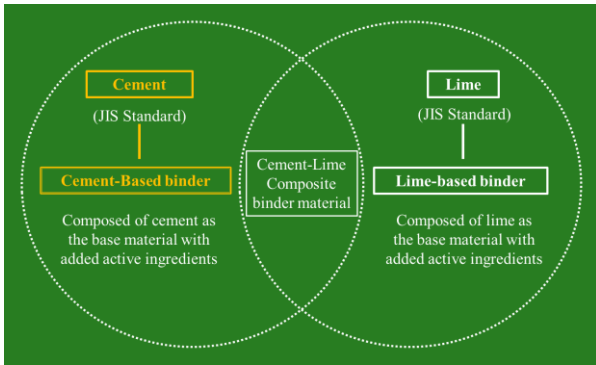 Cement
(JIS Standard)
Cement-Based binder
Composed of cement as
the base material with
added active ingredients
Cement-Lime
Composite
binder material
Lime
(JIS Standard)
Lime-based binder
Composed of lime as
the base material with
added active ingredients